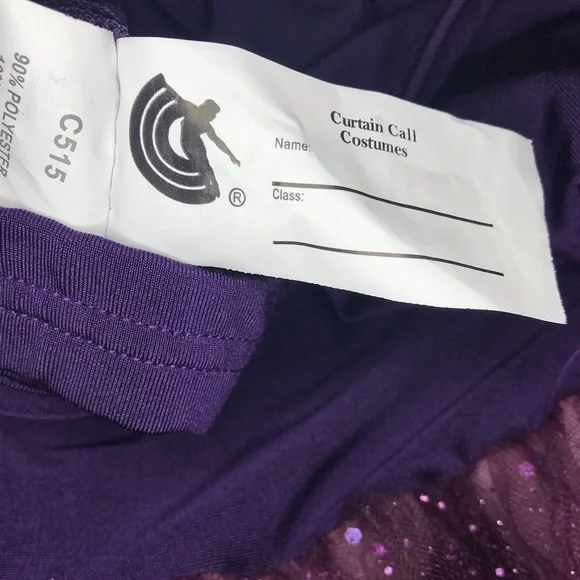 Curtain Call
Costumes
Name:
Class:
®
C515
90% POLYESTER